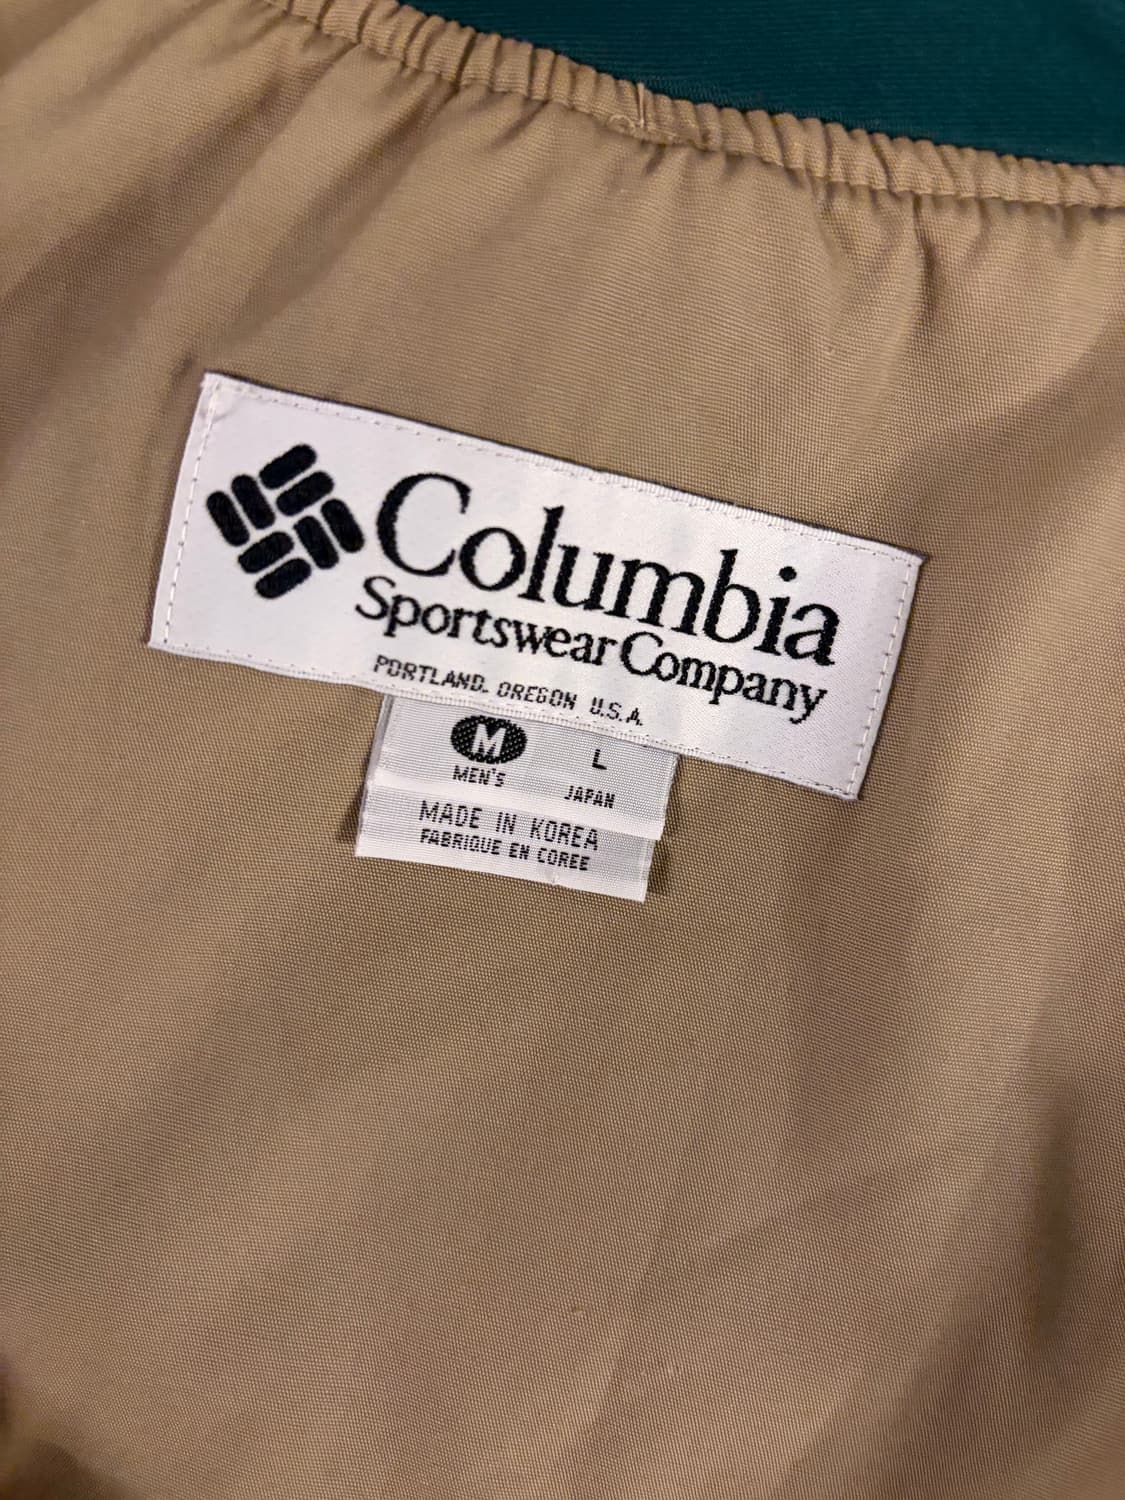 Columbia
Sportswear Company
PORTLAND. OREGON U.S.A.
M L
MEN'S JAPAN
MADE IN KOREA
FABRIQUE EN COREE